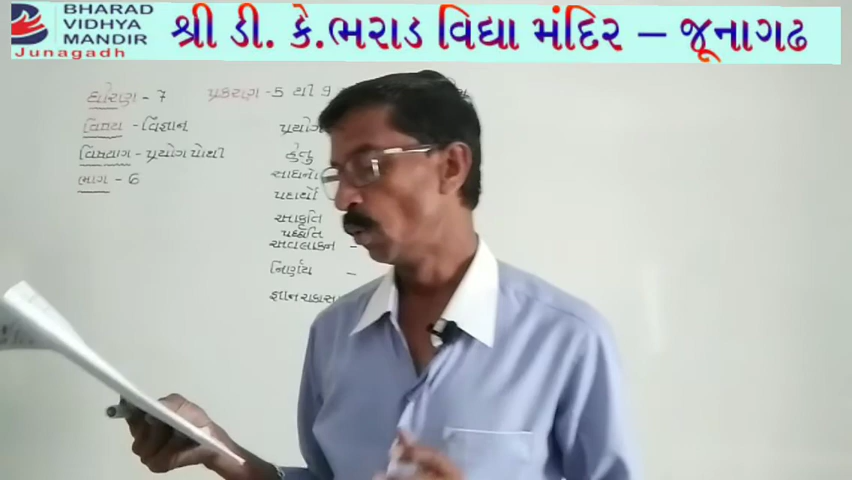 BHARAD
VIDHYA
MANDIR
Junagadh
શ્રી ડી. કે.ભરાડ વિદ્યા મંદિર – જૂનાગઢ
ધોરણ - 7
પ્રકરણ - 5 થી 9
વિષય - વિજ્ઞાન
વિભાગ - પ્રયોગ પોથી
ભાગ - 6
પ્રયોગ
હેતુ
સાધનો
પદાર્થો
આકૃતિ
પદ્ધતિ
અવલોકન -
નિર્ણય -